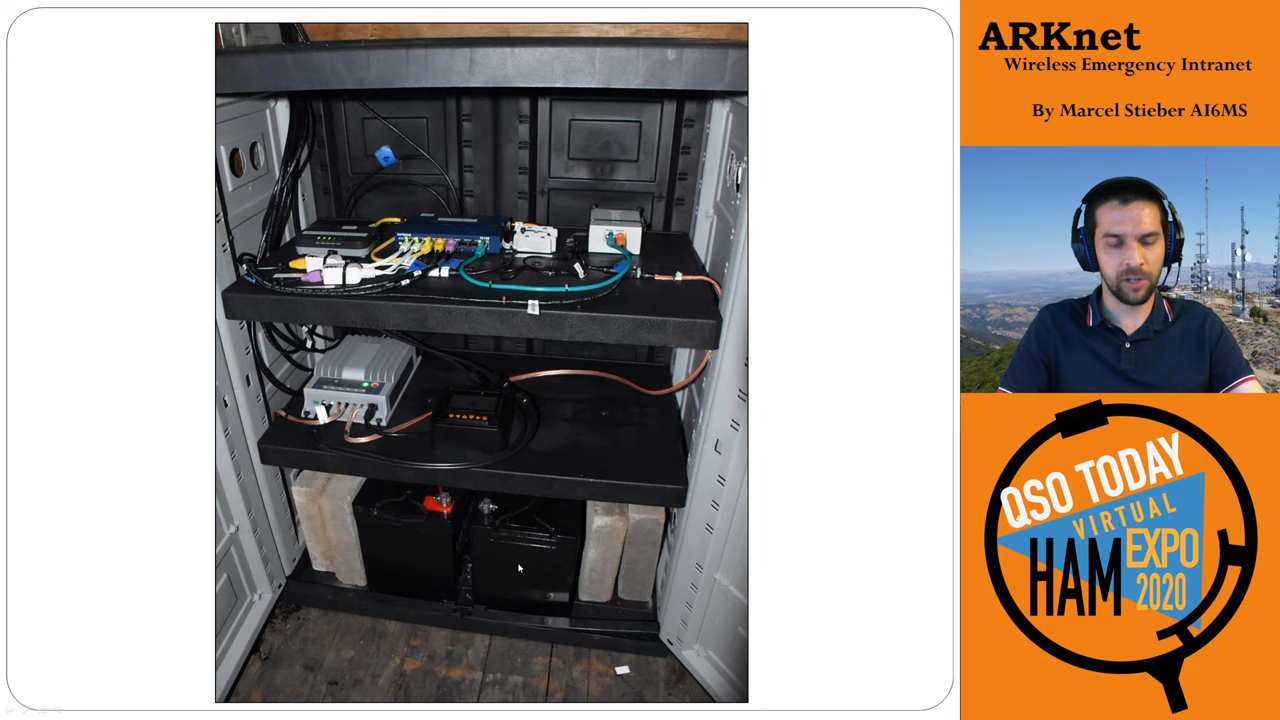 ARKnet
Wireless Emergency Intranet
By Marcel Stieber AI6MS
QSO TODAY
VIRTUAL
HAM
EXPO
2020